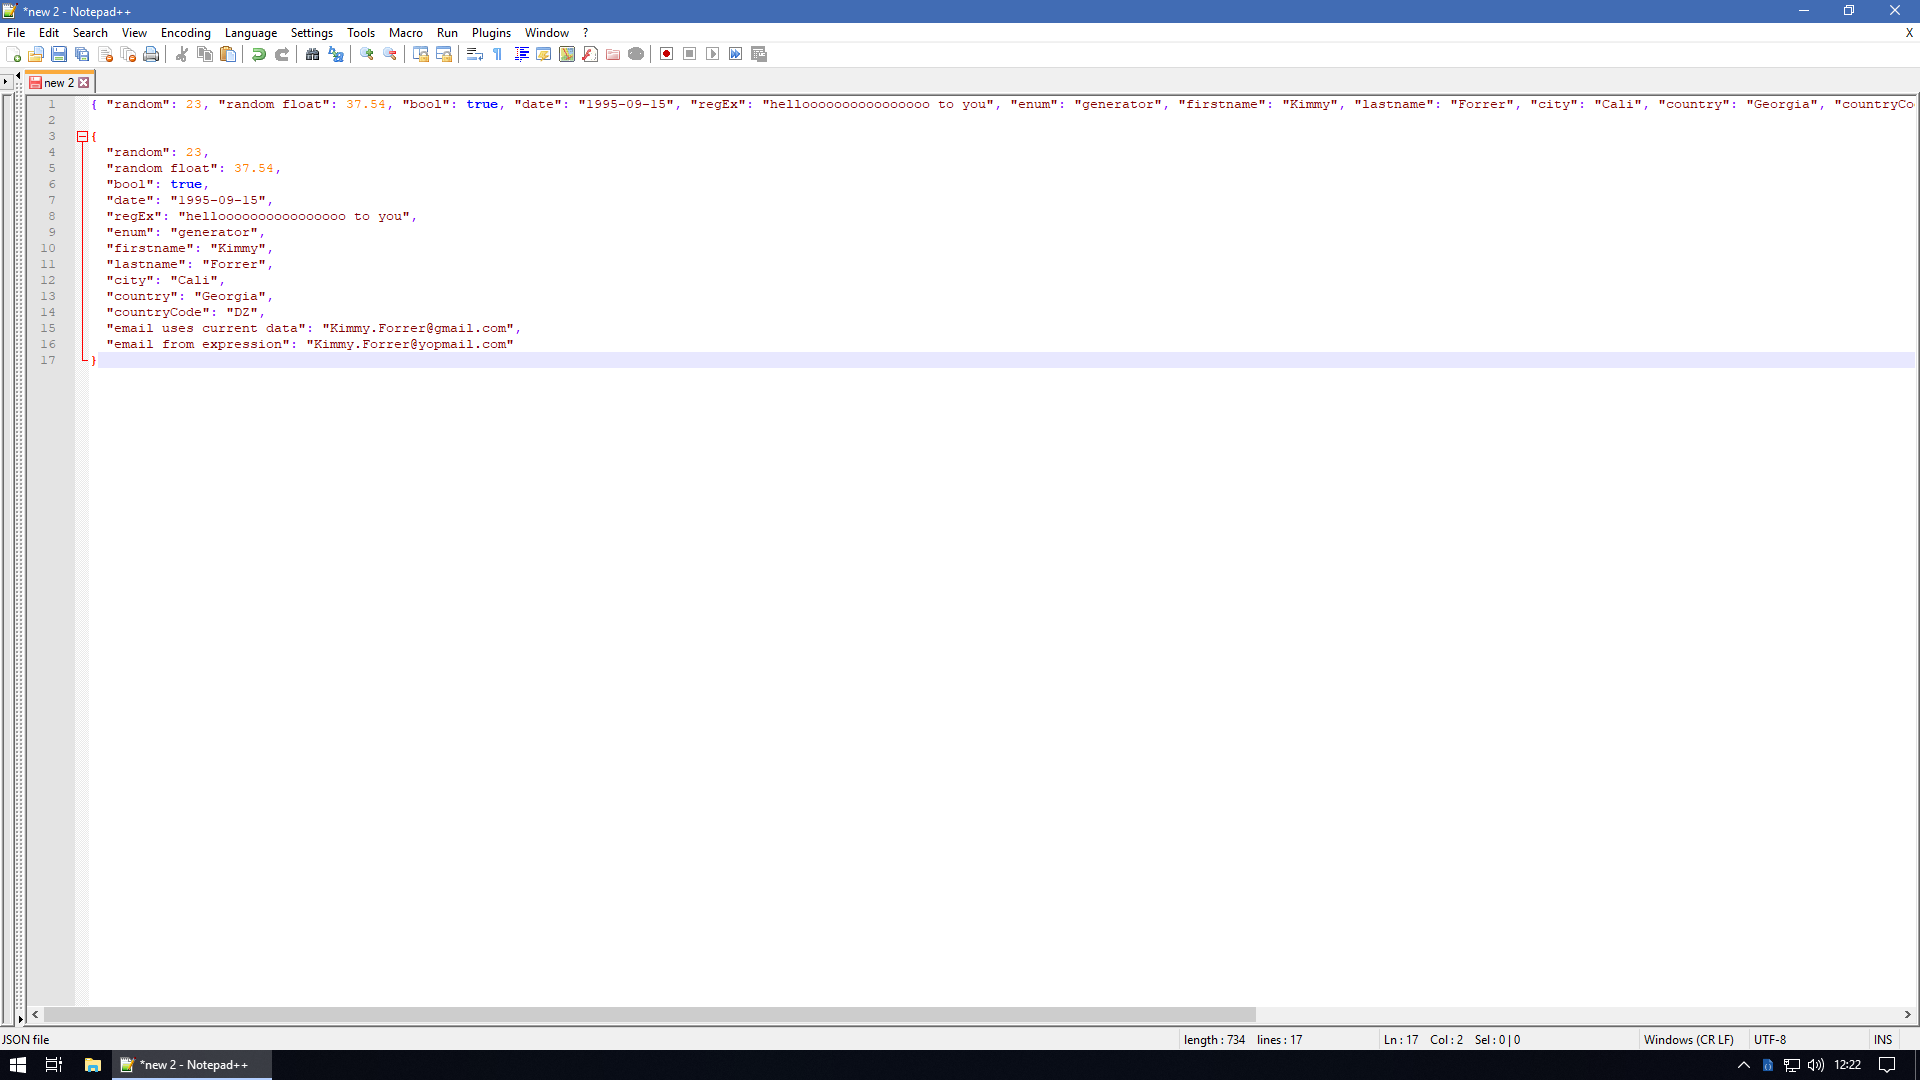 *new 2 - Notepad++
File Edit Search View Encoding Language Settings Tools Macro Run Plugins Window ? X
new 2
1 { "random": 23, "random float": 37.54, "bool": true, "date": "1995-09-15", "regEx": "helloooooooooooooooo to you", "enum": "generator", "firstname": "Kimmy", "lastname": "Forrer", "city": "Cali", "country": "Georgia", "countryCo
2
3 {
4 "random": 23,
5 "random float": 37.54,
6 "bool": true,
7 "date": "1995-09-15",
8 "regEx": "helloooooooooooooooo to you",
9 "enum": "generator",
10 "firstname": "Kimmy",
11 "lastname": "Forrer",
12 "city": "Cali",
13 "country": "Georgia",
14 "countryCode": "DZ",
15 "email uses current data": "Kimmy.Forrer@gmail.com",
16 "email from expression": "Kimmy.Forrer@yopmail.com"
17 }
JSON file length : 734 lines : 17 Ln : 17 Col : 2 Sel : 0 | 0 Windows (CR LF) UTF-8 INS
*new 2 - Notepad++ 12:22